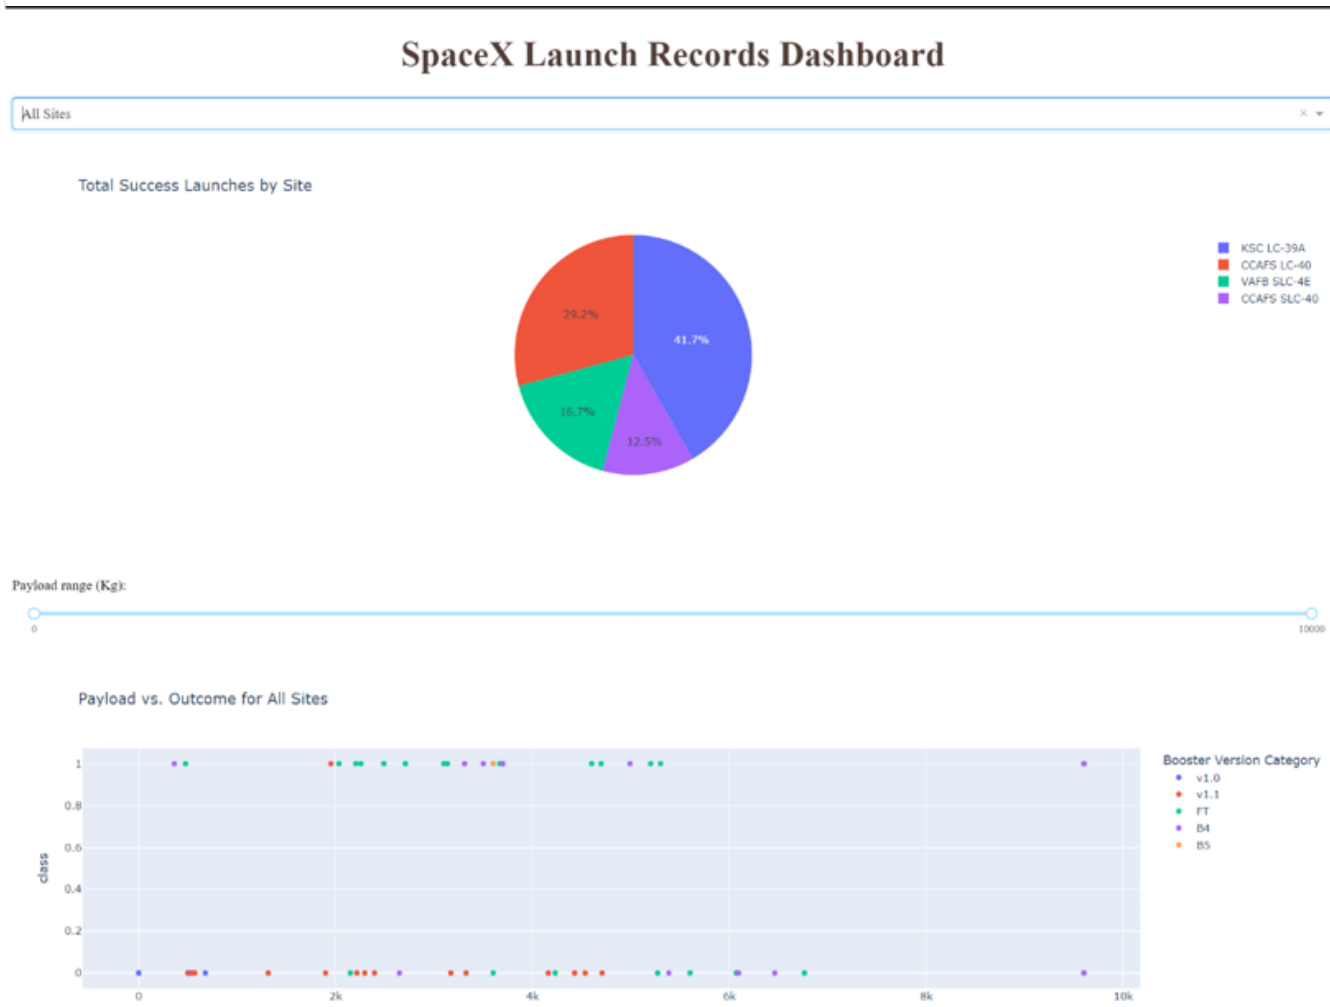 SpaceX Launch Records Dashboard
All Sites
Total Success Launches by Site
KSC LC-39A
CCAFS LC-40
VAFB SLC-4E
CCAFS SLC-40
29.2%
41.7%
16.7%
12.5%
Payload range (Kg):
0
10000
Payload vs. Outcome for All Sites
Booster Version Category
v1.0
v1.1
FT
B4
B5
class
1
0.8
0.6
0.4
0.2
0
0
2k
4k
6k
8k
10k